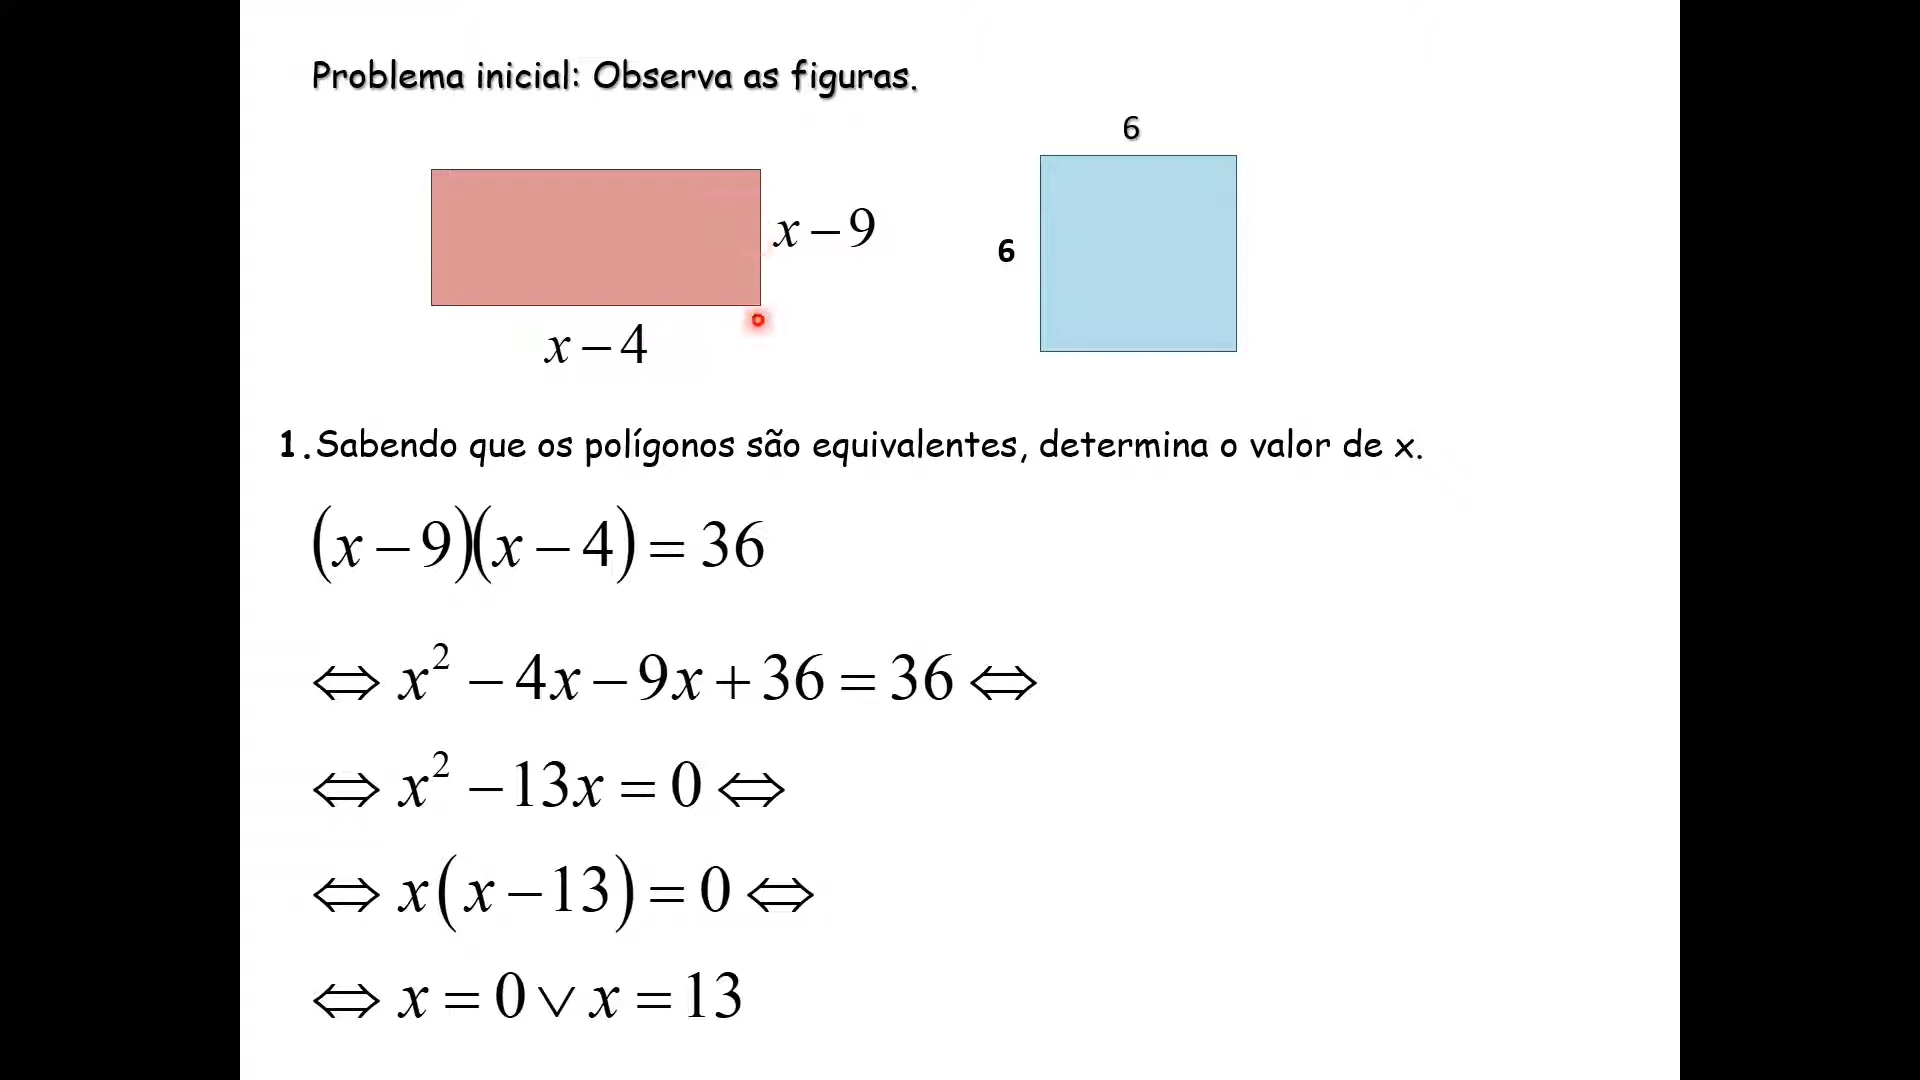 Problema inicial: Observa as figuras.
6
x – 9
6
x – 4
1. Sabendo que os polígonos são equivalentes, determina o valor de x.
(x – 9)(x – 4) = 36
⇔ x² – 4x – 9x + 36 = 36 ⇔
⇔ x² – 13x = 0 ⇔
⇔ x(x – 13) = 0 ⇔
⇔ x = 0 ∨ x = 13